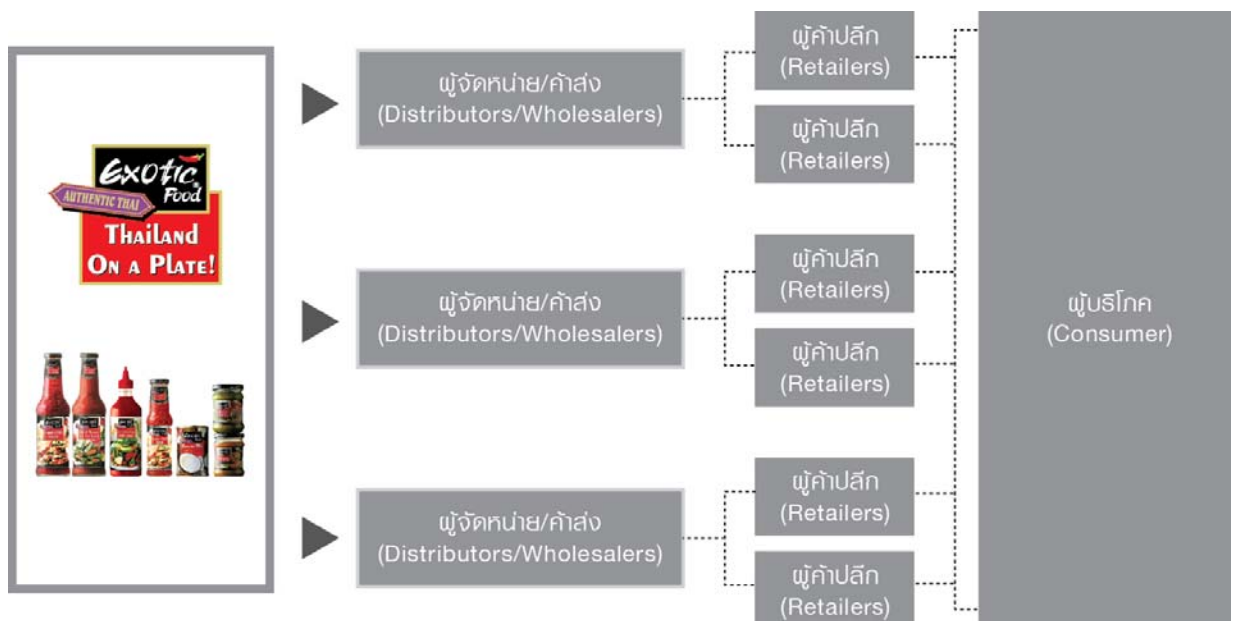 Exotic
Food
AUTHENTIC THAI
THAILAND
ON A PLATE!
ผู้จัดหน่าย/ค้าส่ง
(Distributors/Wholesalers)
ผู้ค้าปลีก
(Retailers)
ผู้ค้าปลีก
(Retailers)
ผู้จัดหน่าย/ค้าส่ง
(Distributors/Wholesalers)
ผู้ค้าปลีก
(Retailers)
ผู้ค้าปลีก
(Retailers)
ผู้จัดหน่าย/ค้าส่ง
(Distributors/Wholesalers)
ผู้ค้าปลีก
(Retailers)
ผู้ค้าปลีก
(Retailers)
ผู้บริโภค
(Consumer)